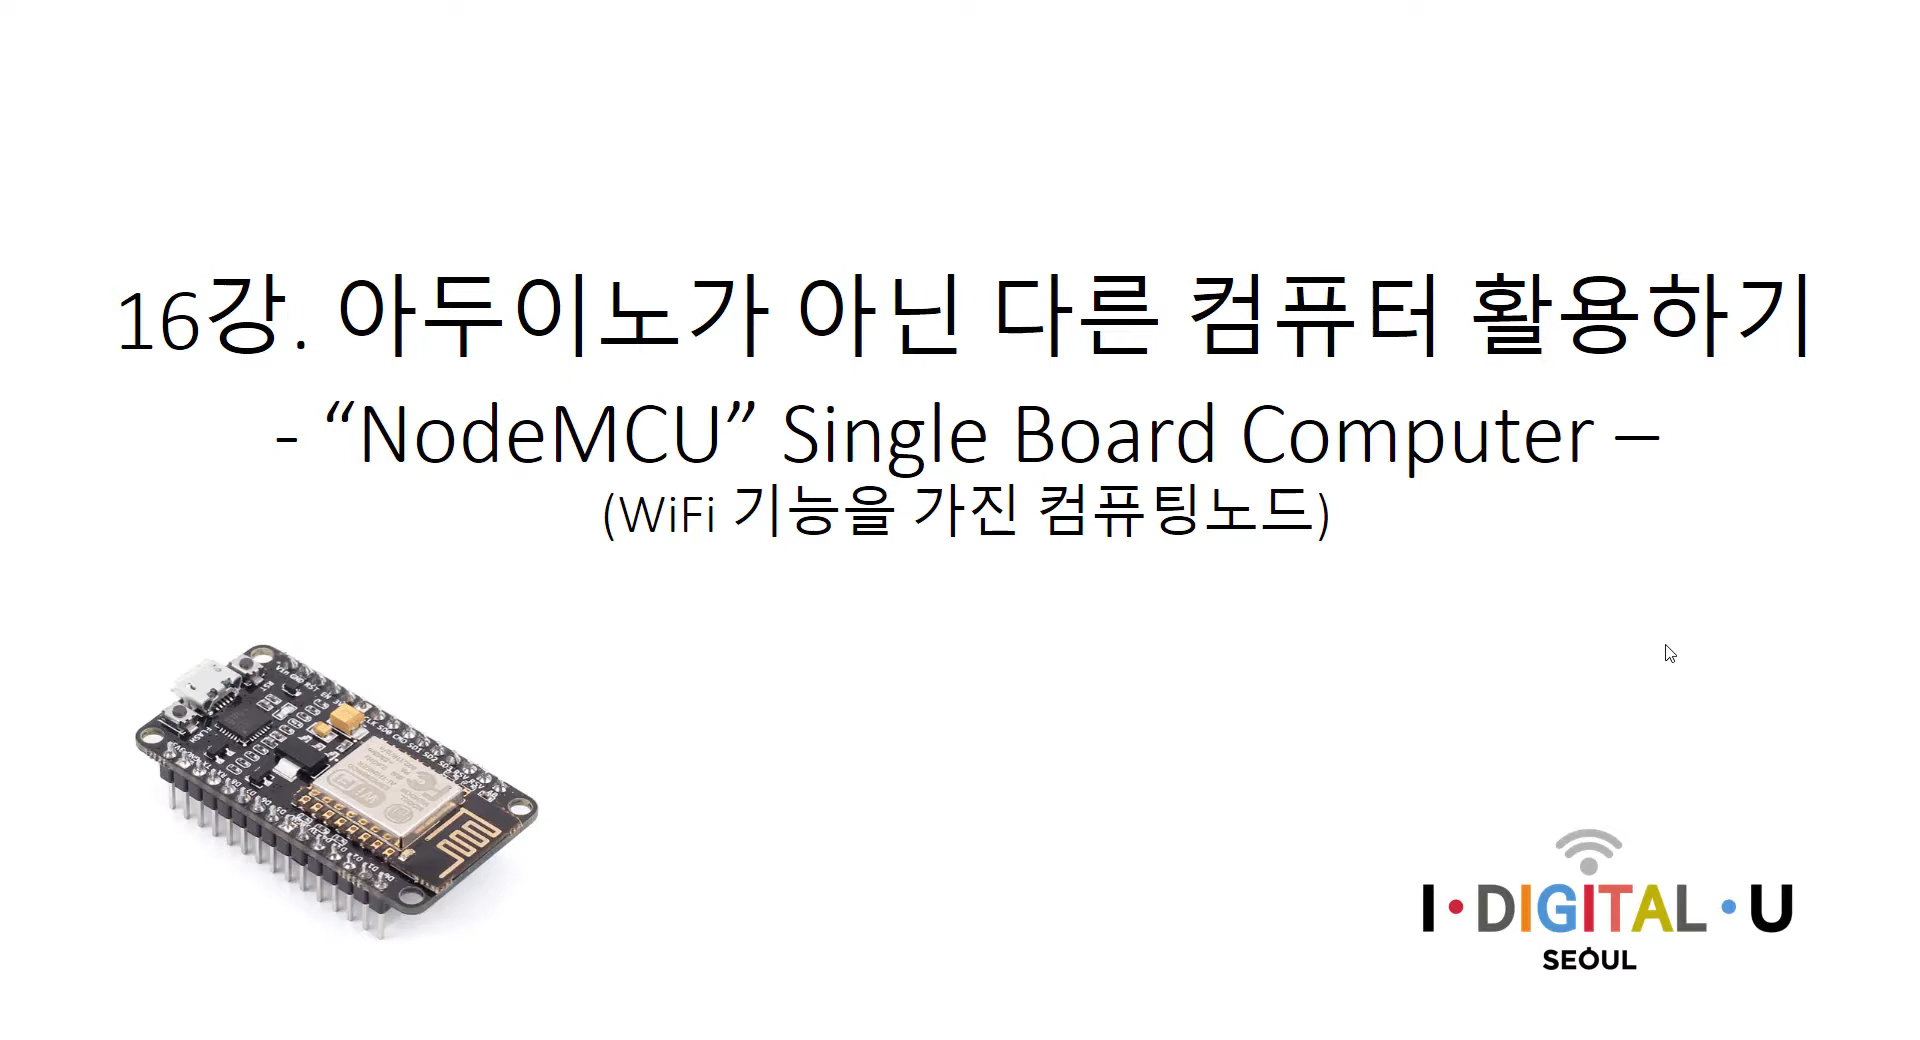 16강. 아두이노가 아닌 다른 컴퓨터 활용하기
- “NodeMCU” Single Board Computer –
(WiFi 기능을 가진 컴퓨팅노드)
I·DIGITAL·U
SEOUL